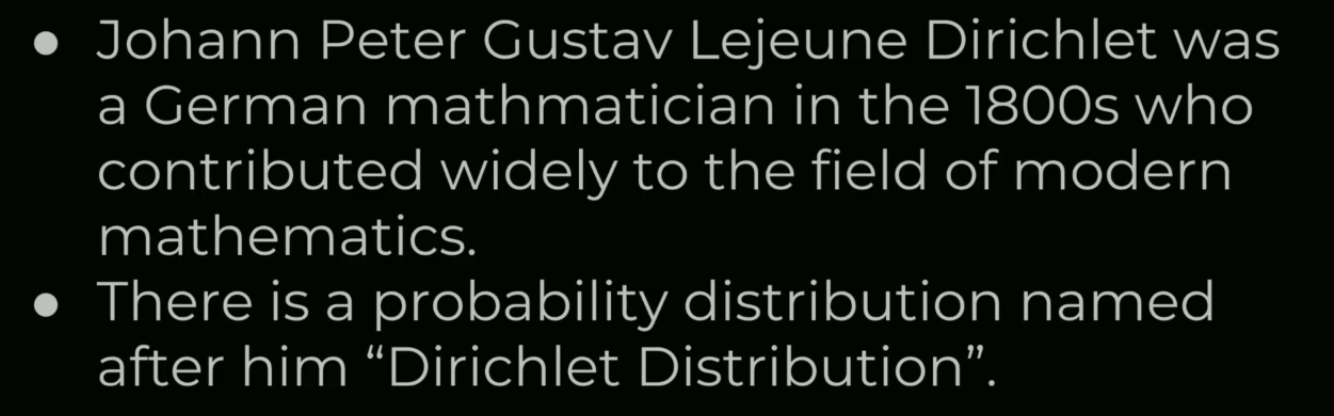 ● Johann Peter Gustav Lejeune Dirichlet was
a German mathmatician in the 1800s who
contributed widely to the field of modern
mathematics.
● There is a probability distribution named
after him “Dirichlet Distribution”.